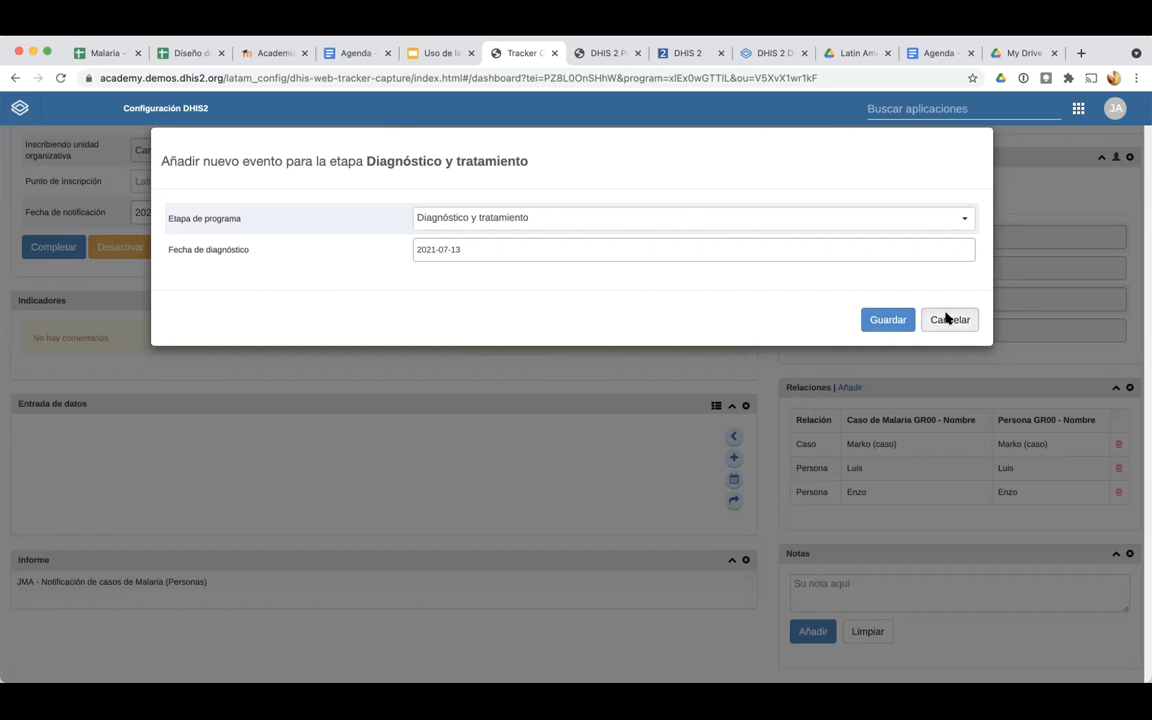 Malaria -
Diseño d
Academi
Agenda -
Uso de la
Tracker C
DHIS 2 P
DHIS 2
DHIS 2 D
Latin Am
Agenda -
My Drive
academy.demos.dhis2.org/latam_config/dhis-web-tracker-capture/index.html#/dashboard?tei=PZ8L0OnSHhW&program=xIEx0wGTTIL&ou=V5XvX1wr1kF
Configuración DHIS2
Buscar aplicaciones
JA
Inscribiendo unidad
organizativa
Punto de inscripción
Fecha de notificación
202
Completar
Desactivar
Añadir nuevo evento para la etapa Diagnóstico y tratamiento
Etapa de programa
Diagnóstico y tratamiento
Fecha de diagnóstico
2021-07-13
Guardar
Cancelar
Indicadores
No hay comentarios
Entrada de datos
Informe
JMA - Notificación de casos de Malaria (Personas)
Relaciones | Añadir
Relación Caso de Malaria GR00 - Nombre Persona GR00 - Nombre
Caso Marko (caso) Marko (caso)
Persona Luis Luis
Persona Enzo Enzo
Notas
Su nota aquí
Añadir
Limpiar